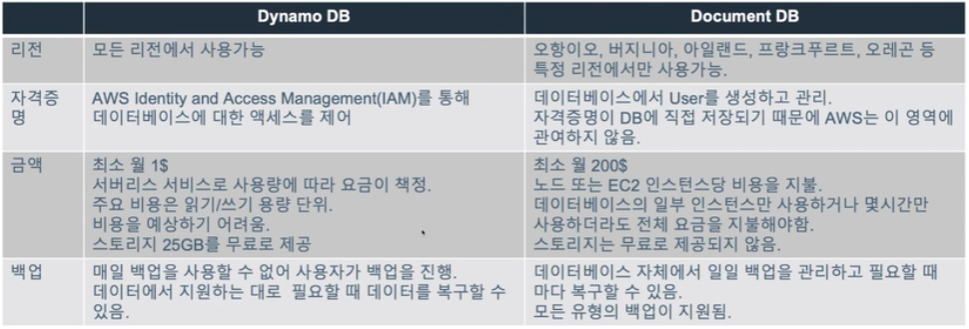 Dynamo DB
Document DB
리전
모든 리전에서 사용가능
오항이오, 버지니아, 아일랜드, 프랑크푸르트, 오레곤 등
특정 리전에서만 사용가능.
자격증
명
AWS Identity and Access Management(IAM)를 통해
데이터베이스에 대한 액세스를 제어
데이터베이스에서 User를 생성하고 관리.
자격증명이 DB에 직접 저장되기 때문에 AWS는 이 영역에
관여하지 않음.
금액
최소 월 1$
서버리스 서비스로 사용량에 따라 요금이 책정.
주요 비용은 읽기/쓰기 용량 단위.
비용을 예상하기 어려움.
스토리지 25GB를 무료로 제공
최소 월 200$
노드 또는 EC2 인스턴스당 비용을 지불.
데이터베이스의 일부 인스턴스만 사용하거나 몇시간만
사용하더라도 전체 요금을 지불해야함.
스토리지는 무료로 제공되지 않음.
백업
매일 백업을 사용할 수 없어 사용자가 백업을 진행.
데이터에서 지원하는 대로 필요할 때 데이터를 복구할 수
있음.
데이터베이스 자체에서 일일 백업을 관리하고 필요할 때
마다 복구할 수 있음.
모든 유형의 백업이 지원됨.